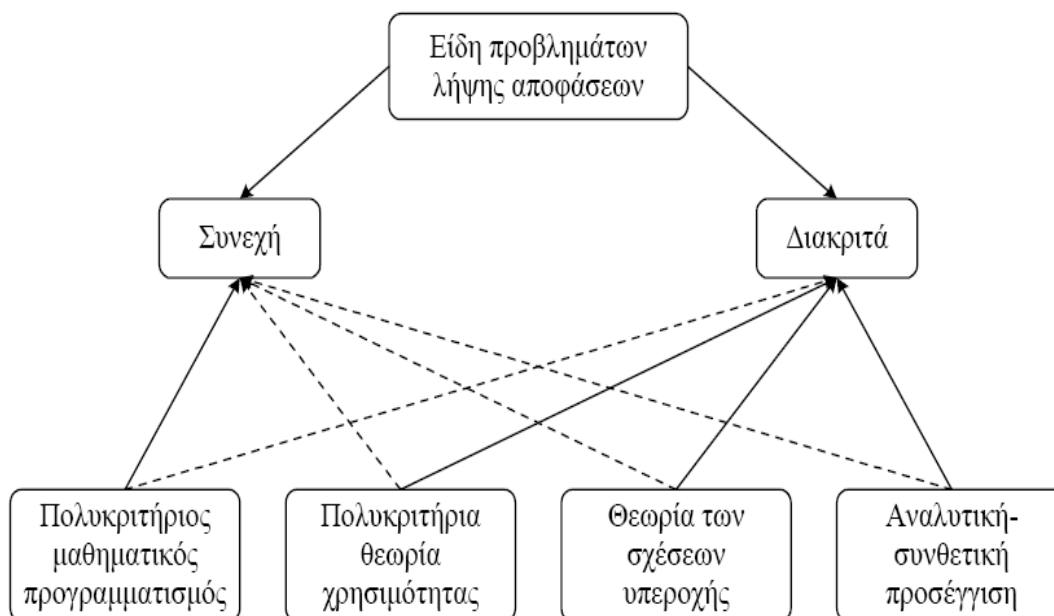 Είδη προβλημάτων
λήψης αποφάσεων
Συνεχή
Διακριτά
Πολυκριτήριος
μαθηματικός
προγραμματισμός
Πολυκριτήρια
θεωρία
χρησιμότητας
Θεωρία των
σχέσεων
υπεροχής
Αναλυτική-
συνθετική
προσέγγιση